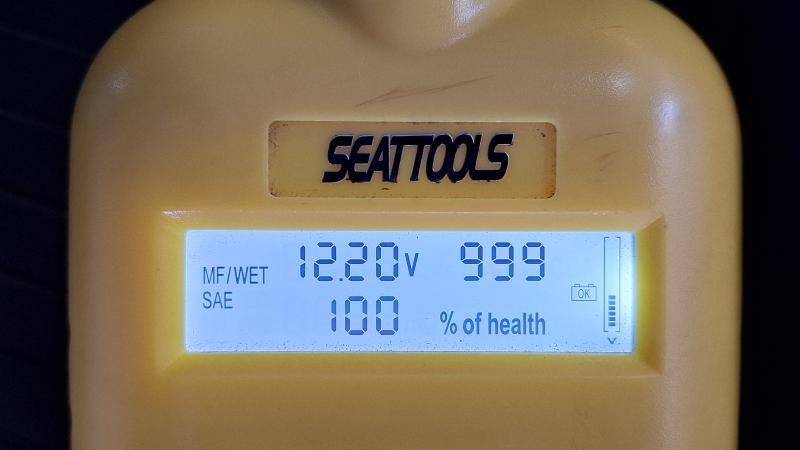 SEATTOOLS
MF/WET 12.20V 999
SAE 100 % of health
OK
V